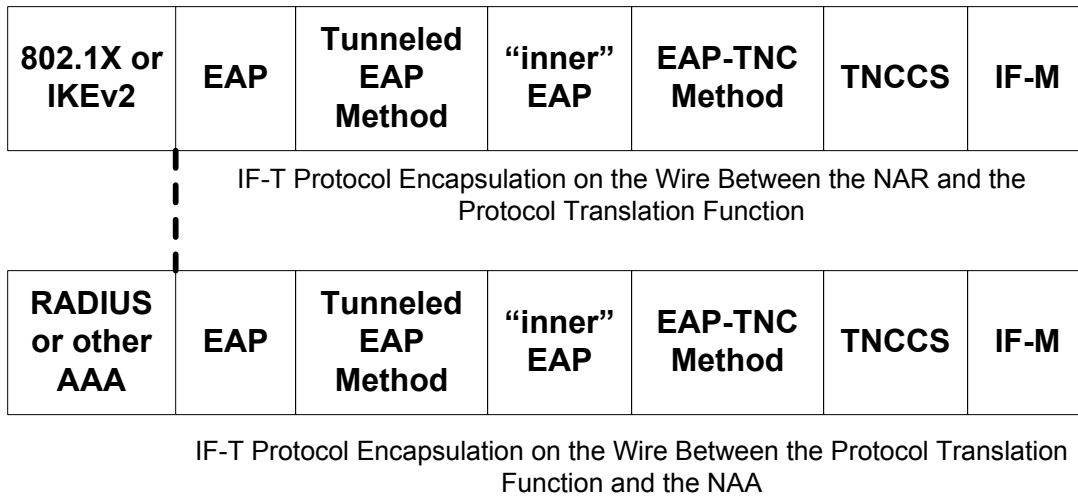 802.1X or
IKEv2
EAP
Tunneled
EAP
Method
“inner”
EAP
EAP-TNC
Method
TNCCS
IF-M
IF-T Protocol Encapsulation on the Wire Between the NAR and the
Protocol Translation Function
RADIUS
or other
AAA
EAP
Tunneled
EAP
Method
“inner”
EAP
EAP-TNC
Method
TNCCS
IF-M
IF-T Protocol Encapsulation on the Wire Between the Protocol Translation
Function and the NAA